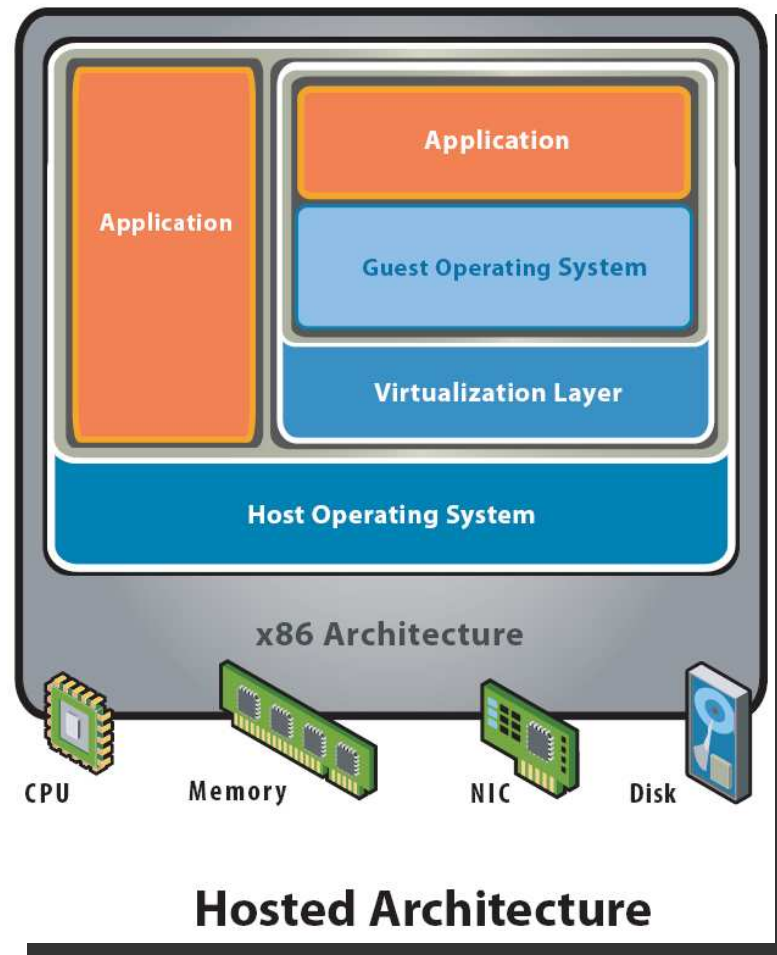 Application
Application
Guest Operating System
Virtualization Layer
Host Operating System
x86 Architecture
CPU
Memory
NIC
Disk
Hosted Architecture